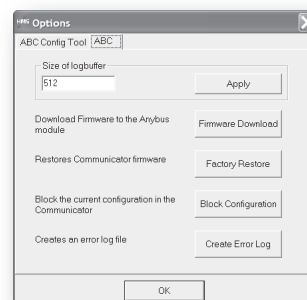 HMS Options
ABC Config Tool ABC
Size of logbuffer
512
Apply
Download Firmware to the Anybus
module
Firmware Download
Restores Communicator firmware
Factory Restore
Block the current configuration in the
Communicator
Block Configuration
Creates an error log file
Create Error Log
OK